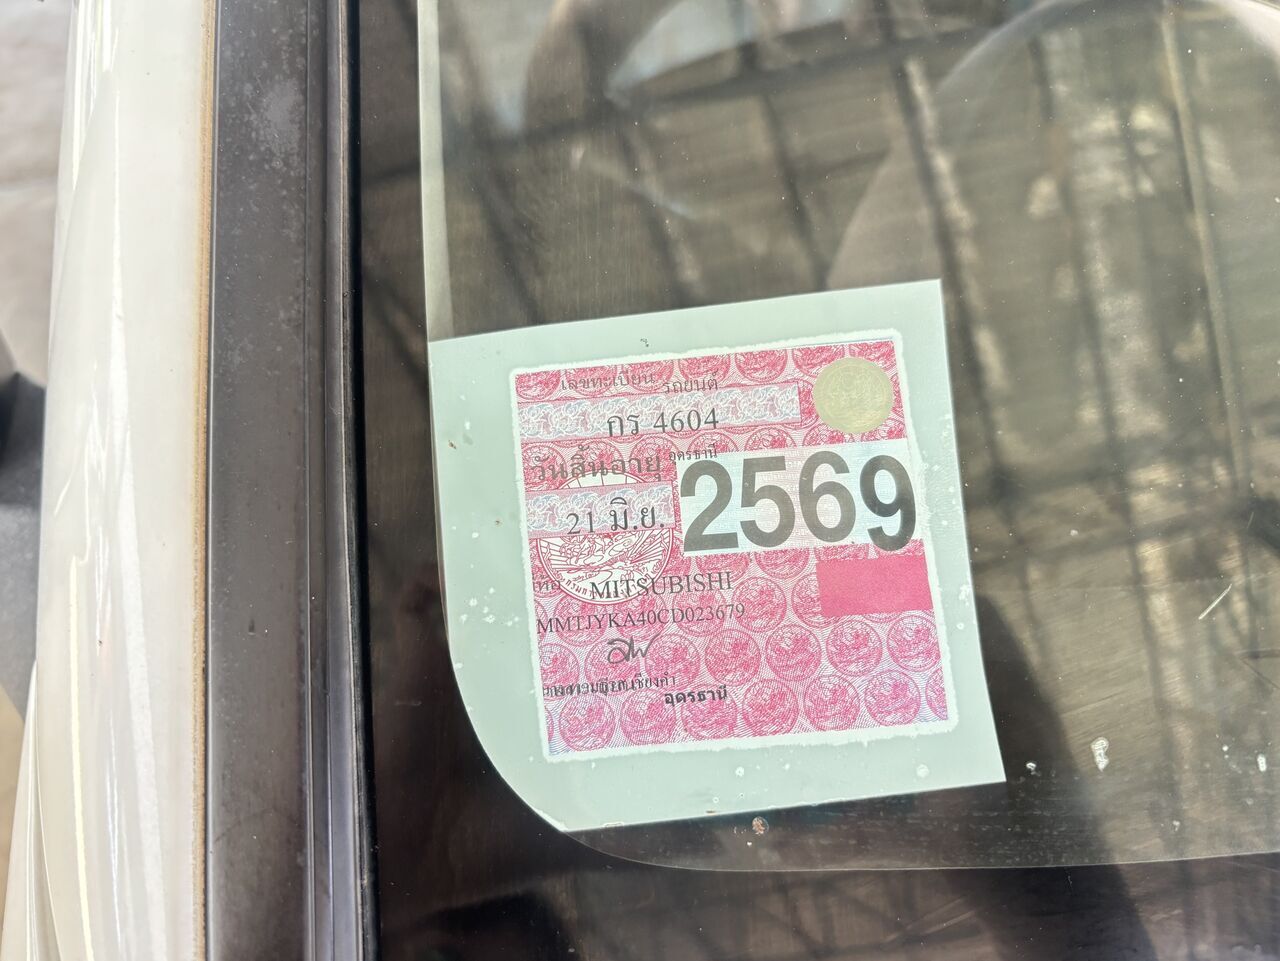 เลขทะเบียน รถยนต์
กร 4604
อุดรธานี
วันสิ้นอายุ
21 มิ.ย. 2569
MITSUBISHI
MMTJYKA40CD023679
อุดรธานี